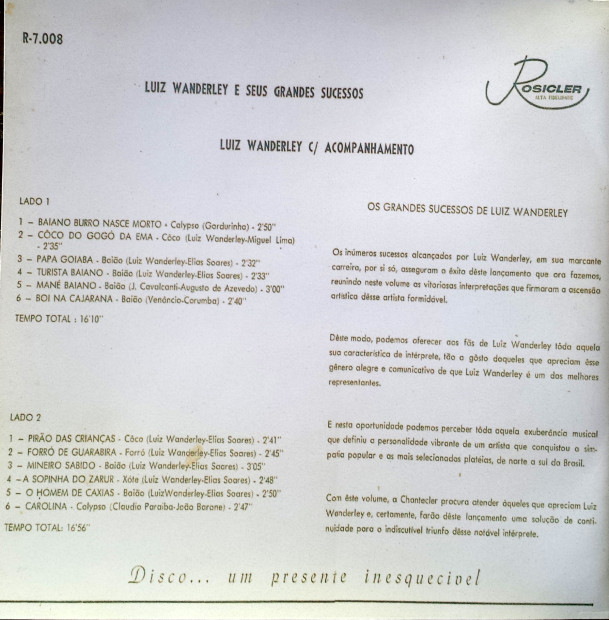 R-7.008
ROSICLER
ALTA FIDELIDADE
LUIZ WANDERLEY E SEUS GRANDES SUCESSOS
LUIZ WANDERLEY C/ ACOMPANHAMENTO
LADO 1
1 – BAIANO BURRO NASCE MORTO - Calypso (Gordurinha) - 2'50"
2 – CÔCO DO GOGÓ DA EMA - Côco (Luiz Wanderley-Miguel Lima)
- 2'35"
3 – PAPA GOIABA - Baião (Luiz Wanderley-Elias Soares) - 2'32"
4 – TURISTA BAIANO - Baião (Luiz Wanderley-Elias Soares) - 2'33"
5 – MANÉ BAIANO - Baião (J. Cavalcanti-Augusto de Azevedo) - 3'00"
6 – BOI NA CAJARANA - Baião (Venâncio-Corumba) - 2'40"
TEMPO TOTAL : 16'10"
LADO 2
1 – PIRÃO DAS CRIANÇAS - Côco (Luiz Wanderley-Elias Soares) - 2'41"
2 – FORRÓ DE GUARABIRA - Forró (Luiz Wanderley-Elias Soares) - 2'45"
3 – MINEIRO SABIDO - Baião (Luiz Wanderley-Elias Soares) - 3'05"
4 – A SOPINHA DO ZARUR - Xóte (Luiz Wanderley-Elias Soares) - 2'48"
5 – O HOMEM DE CAXIAS - Baião (LuizWanderley-Elias Soares) - 2'50"
6 – CAROLINA - Calypso (Claudio Paraiba-João Barone) - 2'47"
TEMPO TOTAL: 16'56"
OS GRANDES SUCESSOS DE LUIZ WANDERLEY
Os inúmeros sucessos alcançados por Luiz Wanderley, em sua marcante
carreira, por si só, asseguram o êxito dêste lançamento que ora fazemos,
reunindo neste volume as vitoriosas interpretações que firmaram a ascensão
artística dêsse artista formidável.
Dêste modo, podemos oferecer aos fãs de Luiz Wanderley tôda aquela
sua característica de intérprete, tão a gôsto daqueles que apreciam êsse
gênero alegre e comunicativo de que Luiz Wanderley é um dos melhores
representantes.
E nesta oportunidade podemos perceber tôda aquela exuberância musical
que definiu a personalidade vibrante de um artista que conquistou a sim-
patia popular e as mais selecionadas platéias, de norte a sul do Brasil.
Com êste volume, a Chantecler procura atender àqueles que apreciam Luiz
Wanderley e, certamente, farão dêste lançamento uma solução de conti-
nuidade para o indiscutível triunfo dêsse notável intérprete.
Disco... um presente inesquecivel